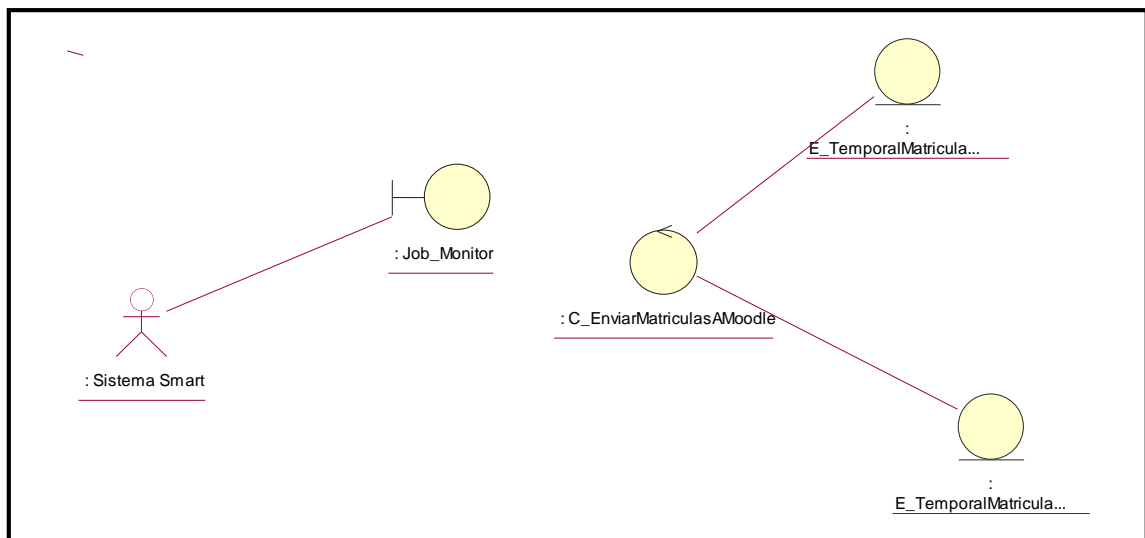 :
E_TemporalMatricula...
: Job_Monitor
: C_EnviarMatriculasAMoodle
: Sistema Smart
:
E_TemporalMatricula...